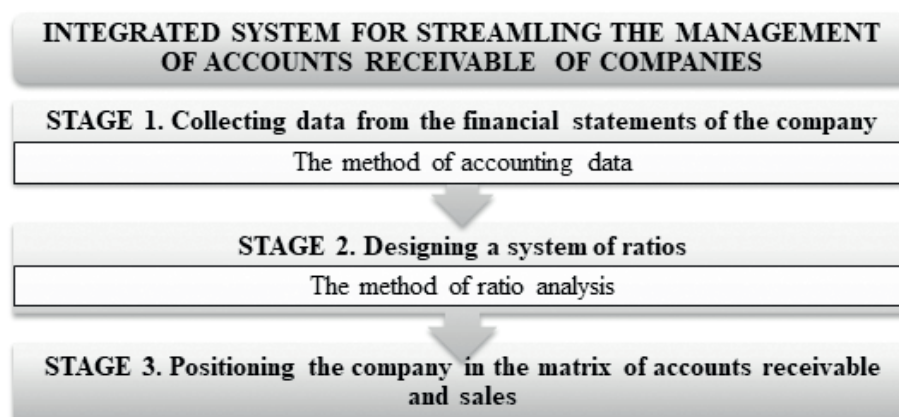 INTEGRATED SYSTEM FOR STREAMLING THE MANAGEMENT
OF ACCOUNTS RECEIVABLE OF COMPANIES
STAGE 1. Collecting data from the financial statements of the company
The method of accounting data
STAGE 2. Designing a system of ratios
The method of ratio analysis
STAGE 3. Positioning the company in the matrix of accounts receivable
and sales